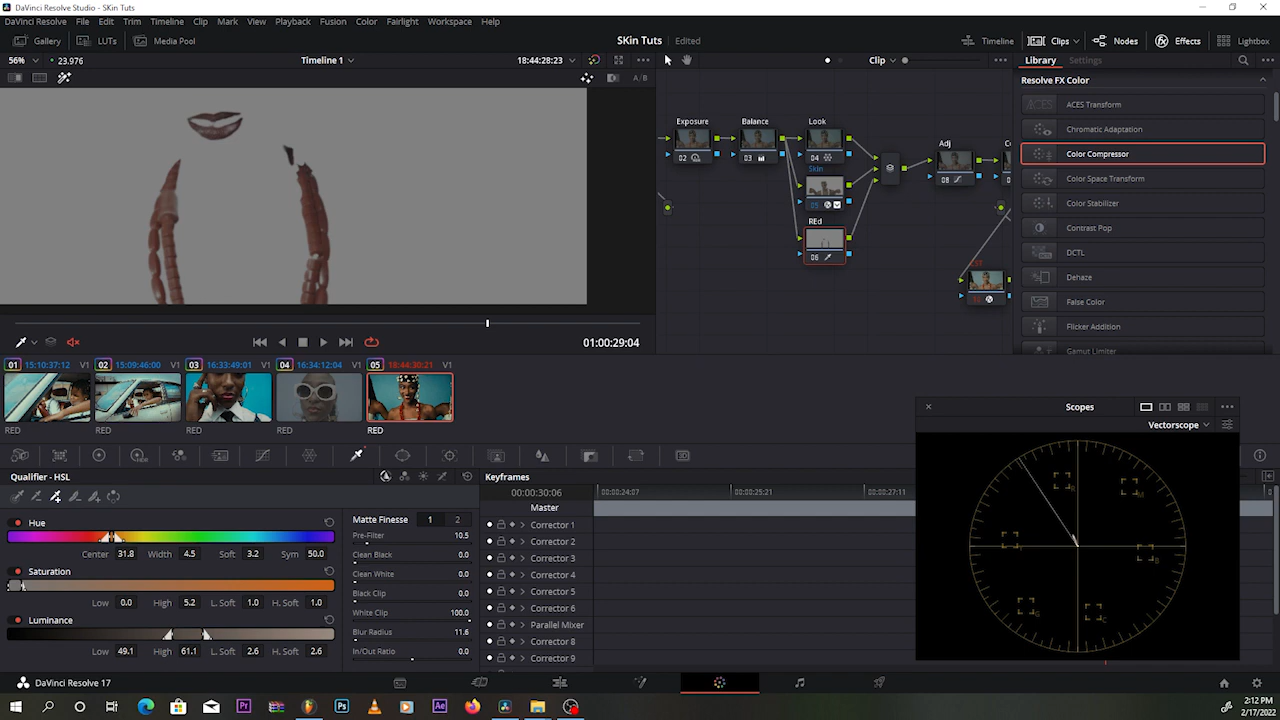 DaVinci Resolve Studio - SKin Tuts
DaVinci Resolve File Edit Trim Timeline Clip Mark View Playback Fusion Color Fairlight Workspace Help
Gallery LUTs Media Pool SKin Tuts Edited Timeline Clips Nodes Effects Lightbox
56% 23.976 Timeline 1 18:44:28:23 Clip Library Settings
A/B
Resolve FX Color
ACES Transform
Chromatic Adaptation
Color Compressor
Color Space Transform
Color Stabilizer
Contrast Pop
DCTL
Dehaze
False Color
Flicker Addition
Gamut Limiter
Exposure Balance Look
02 03 04
Adj
08
Skin
05
REd
06
CST
01:00:29:04
01 15:10:37:12 V1 02 15:09:46:00 V1 03 16:33:49:01 V1 04 16:34:12:04 V1 05 18:44:30:21 V1
RED RED RED RED RED
Scopes
Vectorscope
R M B C G Y
Qualifier - HSL
Hue
Center 31.8 Width 4.5 Soft 3.2 Sym 50.0
Saturation
Low 0.0 High 5.2 L. Soft 1.0 H. Soft 1.0
Luminance
Low 49.1 High 61.1 L. Soft 2.6 H. Soft 2.6
Matte Finesse 1 2
Pre-Filter 10.5
Clean Black 0.0
Clean White 0.0
Black Clip 0.0
White Clip 100.0
Blur Radius 11.6
In/Out Ratio 0.0
Keyframes
00:00:30:06 00:00:24:07 00:00:25:21 00:00:27:11
Master
Corrector 1
Corrector 2
Corrector 3
Corrector 4
Corrector 5
Corrector 6
Parallel Mixer
Corrector 8
Corrector 9
DaVinci Resolve 17
Pr Ps Ae
2:12 PM
2/17/2022